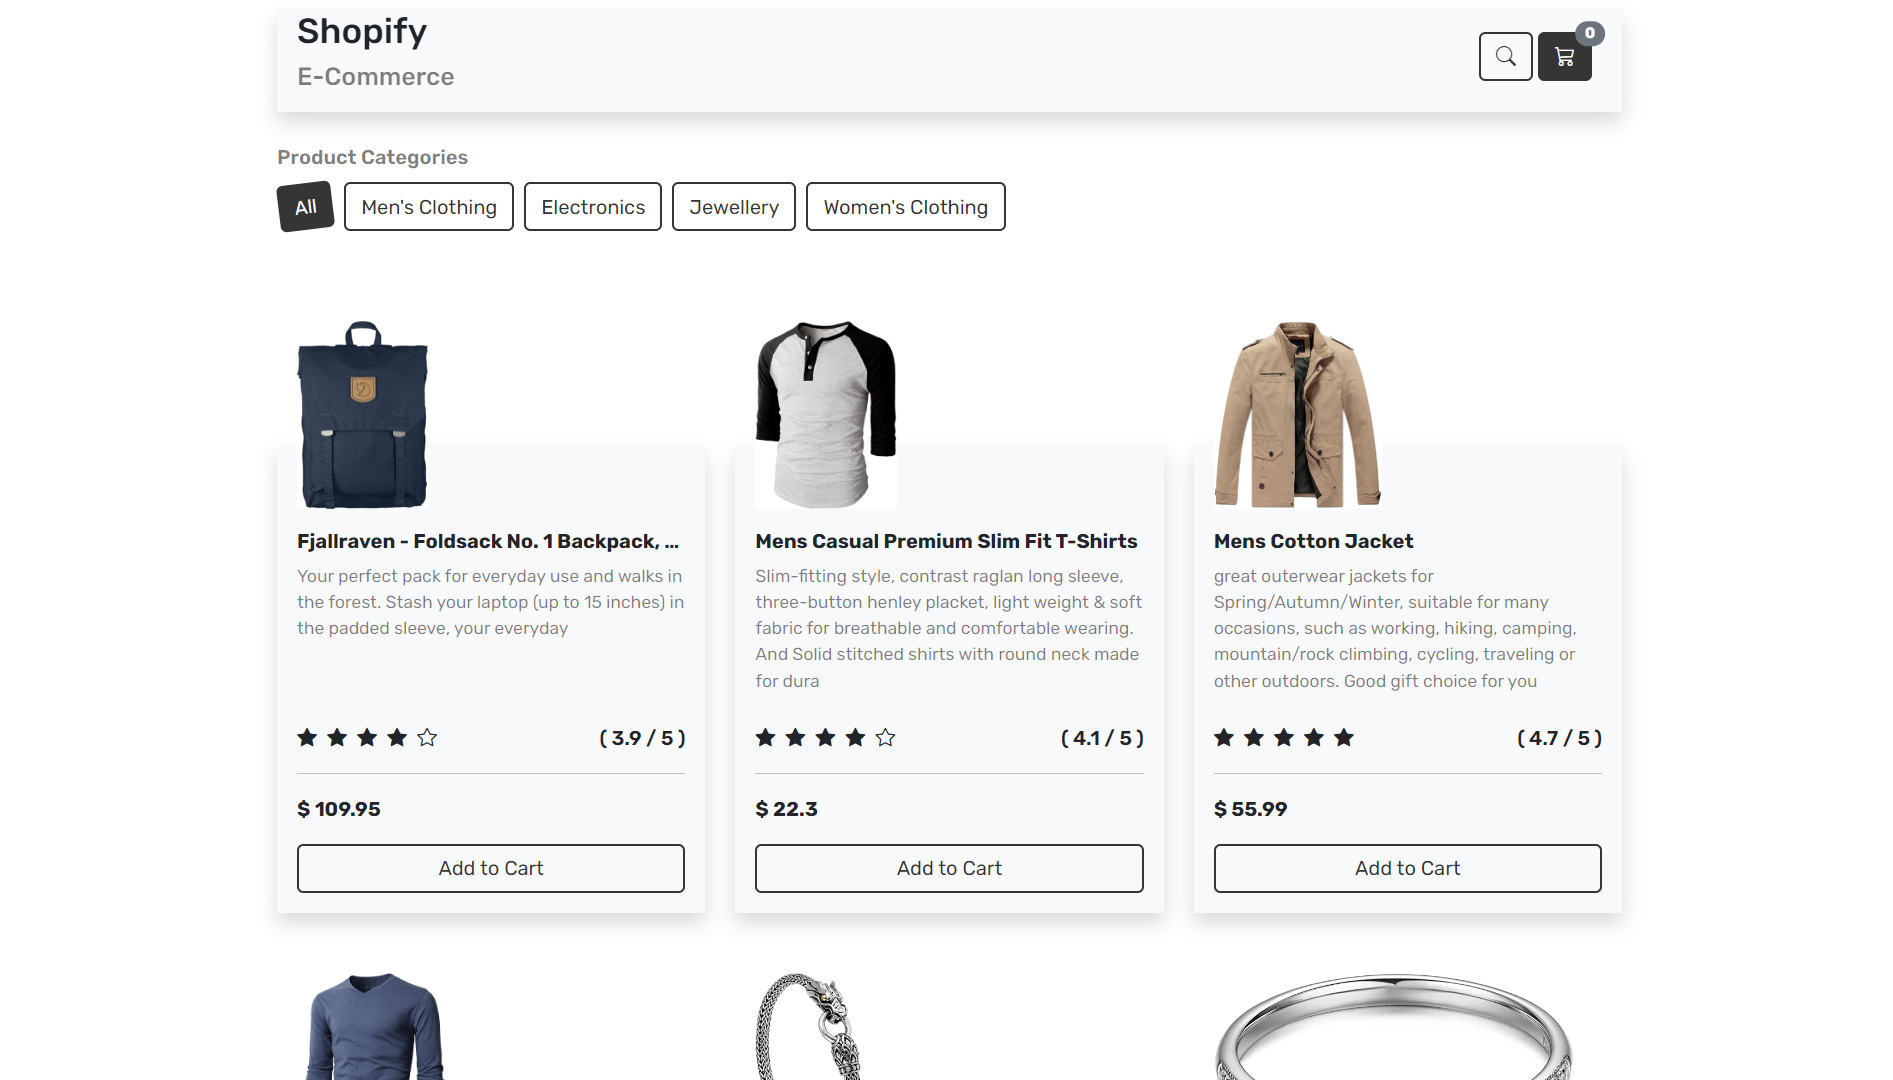 Shopify
E-Commerce
0
Product Categories
All
Men's Clothing
Electronics
Jewellery
Women's Clothing
Fjallraven - Foldsack No. 1 Backpack, ...
Your perfect pack for everyday use and walks in
the forest. Stash your laptop (up to 15 inches) in
the padded sleeve, your everyday
( 3.9 / 5 )
$ 109.95
Add to Cart
Mens Casual Premium Slim Fit T-Shirts
Slim-fitting style, contrast raglan long sleeve,
three-button henley placket, light weight & soft
fabric for breathable and comfortable wearing.
And Solid stitched shirts with round neck made
for dura
( 4.1 / 5 )
$ 22.3
Add to Cart
Mens Cotton Jacket
great outerwear jackets for
Spring/Autumn/Winter, suitable for many
occasions, such as working, hiking, camping,
mountain/rock climbing, cycling, traveling or
other outdoors. Good gift choice for you
( 4.7 / 5 )
$ 55.99
Add to Cart